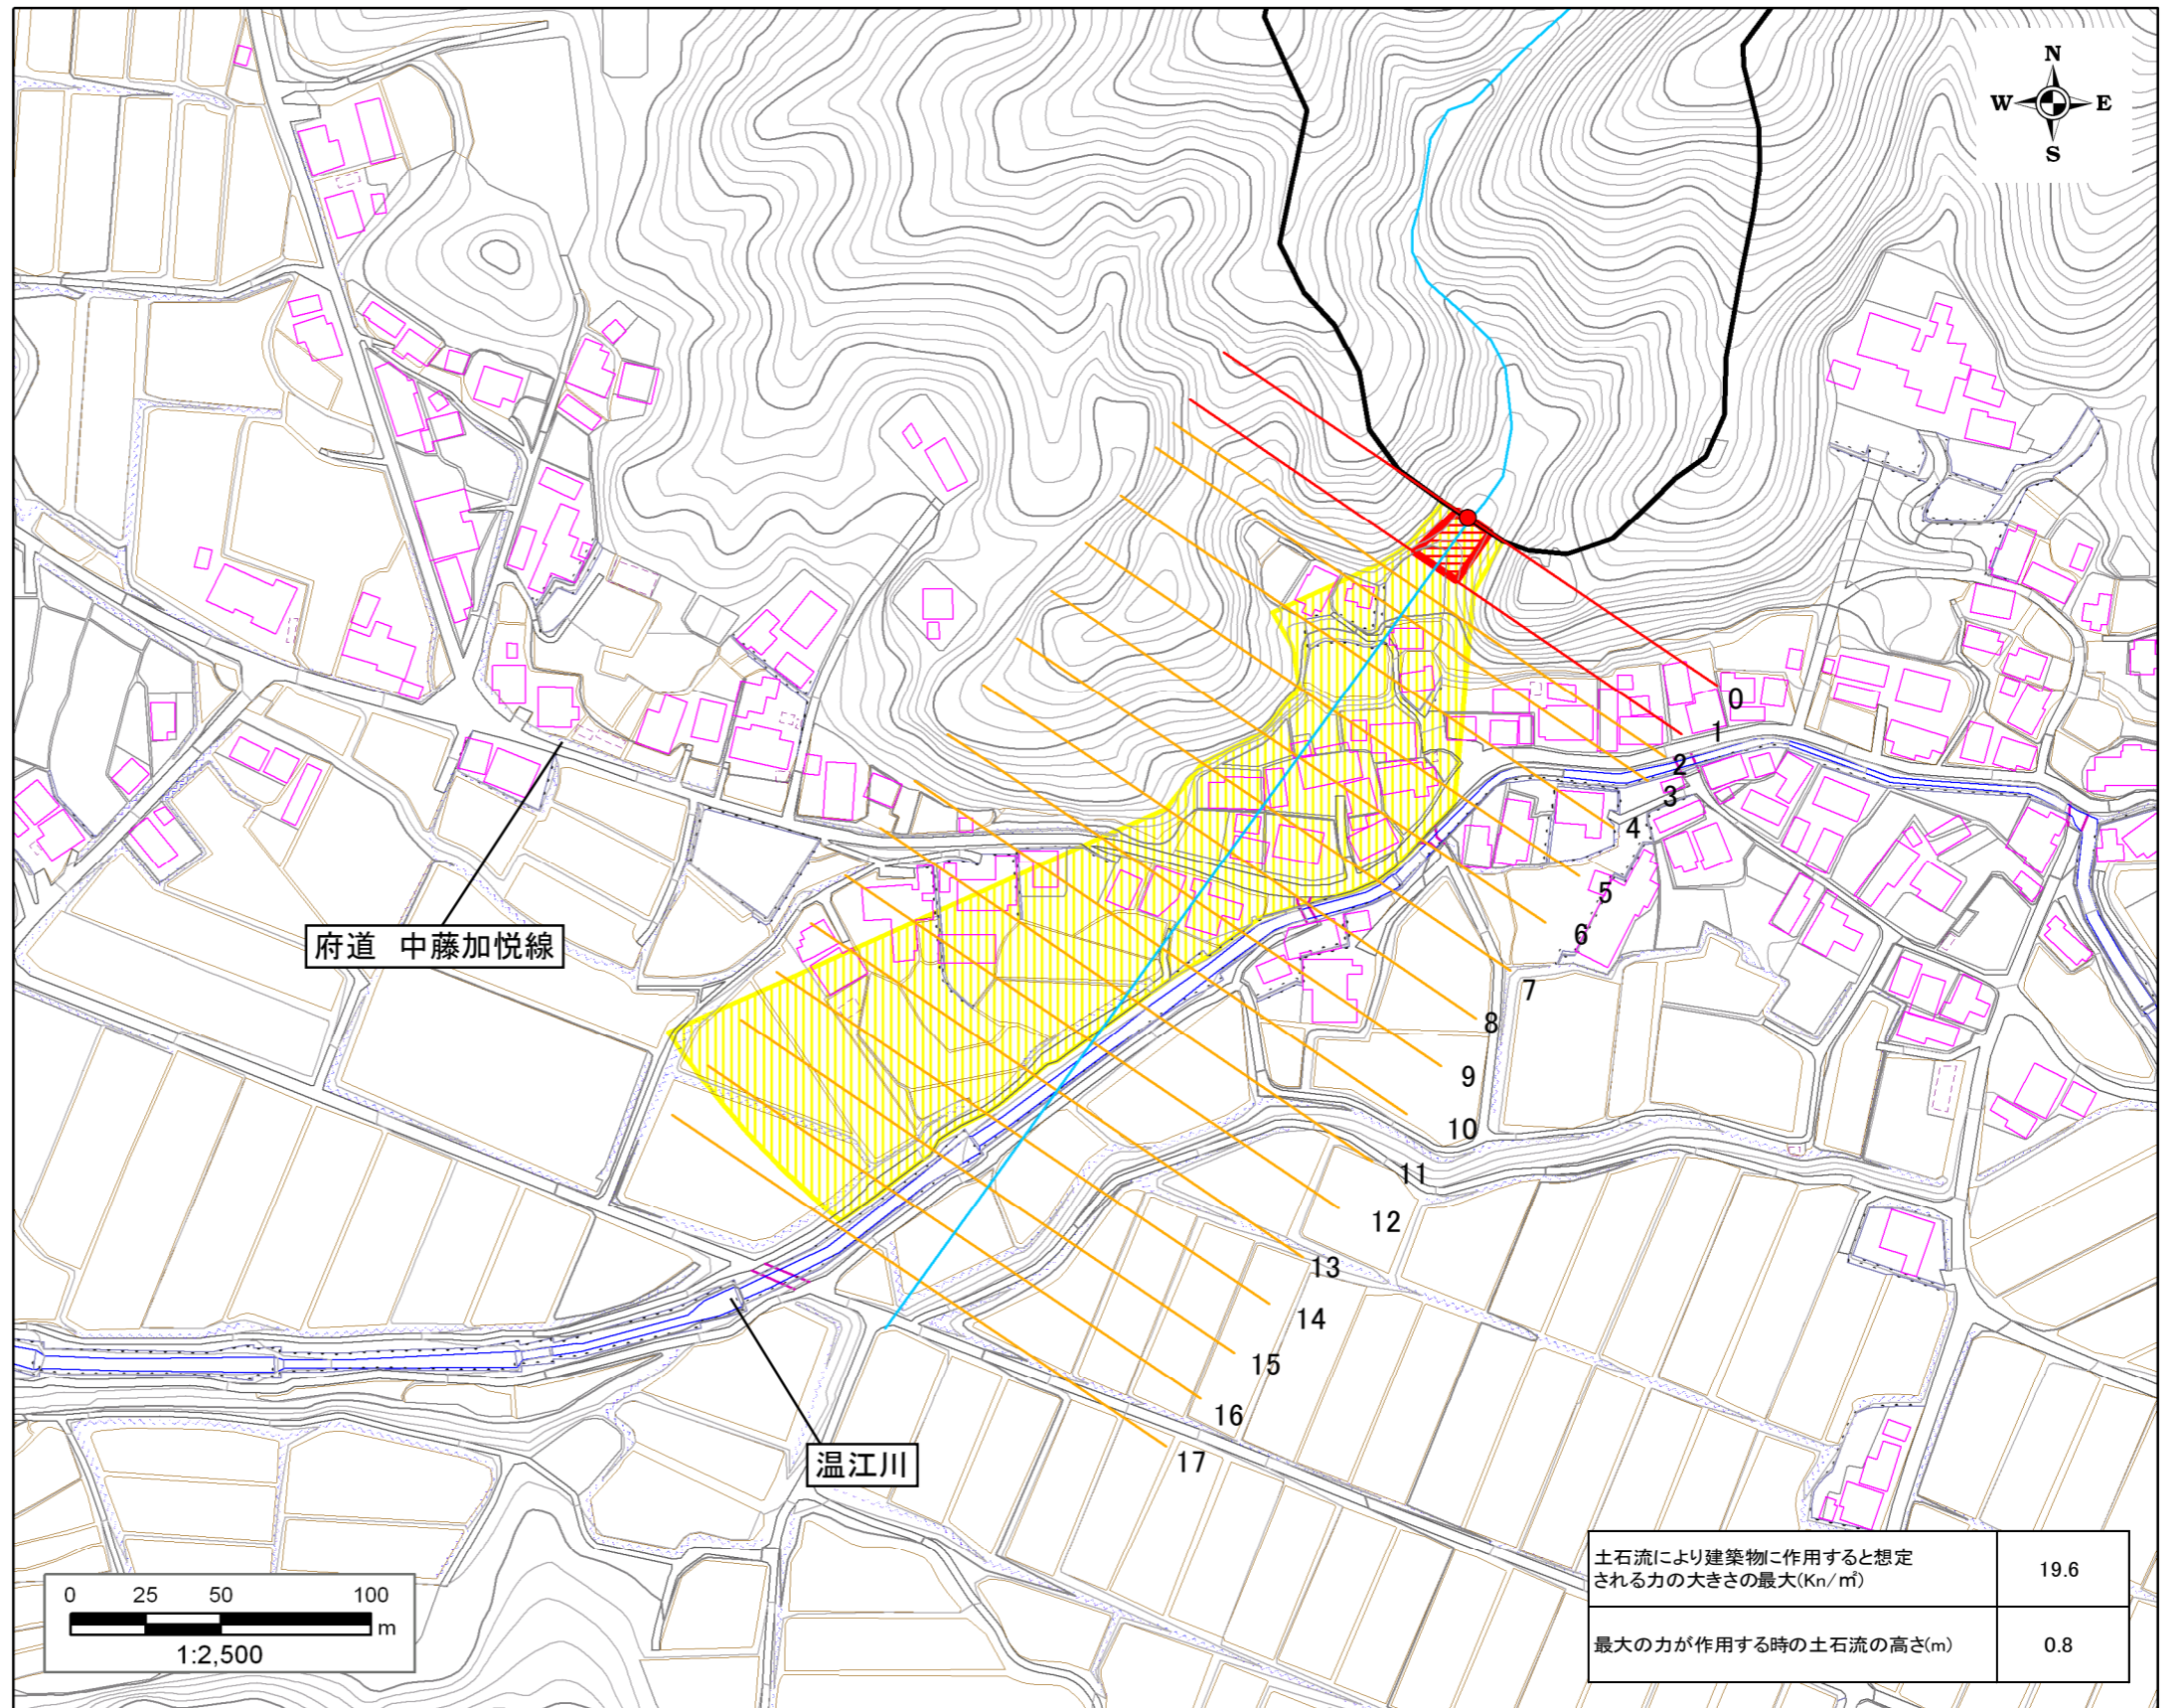 N
W E
S
0
1
2
3
4
5
6
7
8
9
10
11
12
13
14
15
16
17
府道 中藤加悦線
温江川
0 25 50 100
m
1:2,500
土石流により建築物に作用すると想定
される力の大きさの最大(Kn/㎡)
19.6
最大の力が作用する時の土石流の高さ(m)
0.8